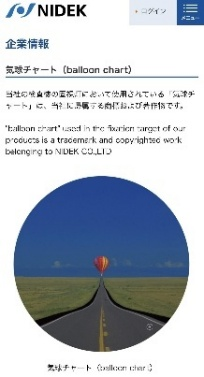 NIDEK
ログイン
メニュー
企業情報
気球チャート（balloon chart）
当社の検査機の固視灯において使用されている「気球チ
ャート」は、当社に帰属する商標および著作物です。
"balloon chart" used in the fixation target of our
products is a trademark and copyrighted work
belonging to NIDEK CO.,LTD
気球チャート（balloon chart）